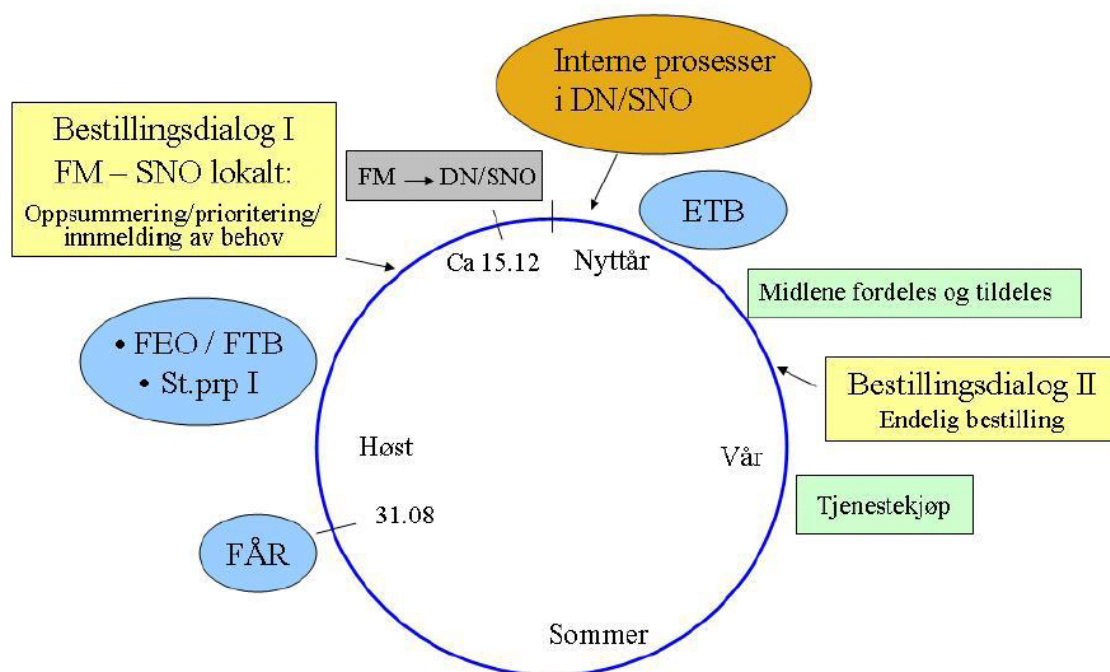 Interne prosesser
i DN/SNO
Bestillingsdialog I
FM – SNO lokalt:
Oppsummering/prioritering/
innmelding av behov
FM → DN/SNO
ETB
Ca 15.12
Nyttår
Midlene fordeles og tildeles
• FEO / FTB
• St.prp I
Bestillingsdialog II
Endelig bestilling
Høst
Vår
31.08
Tjenestekjøp
FÅR
Sommer